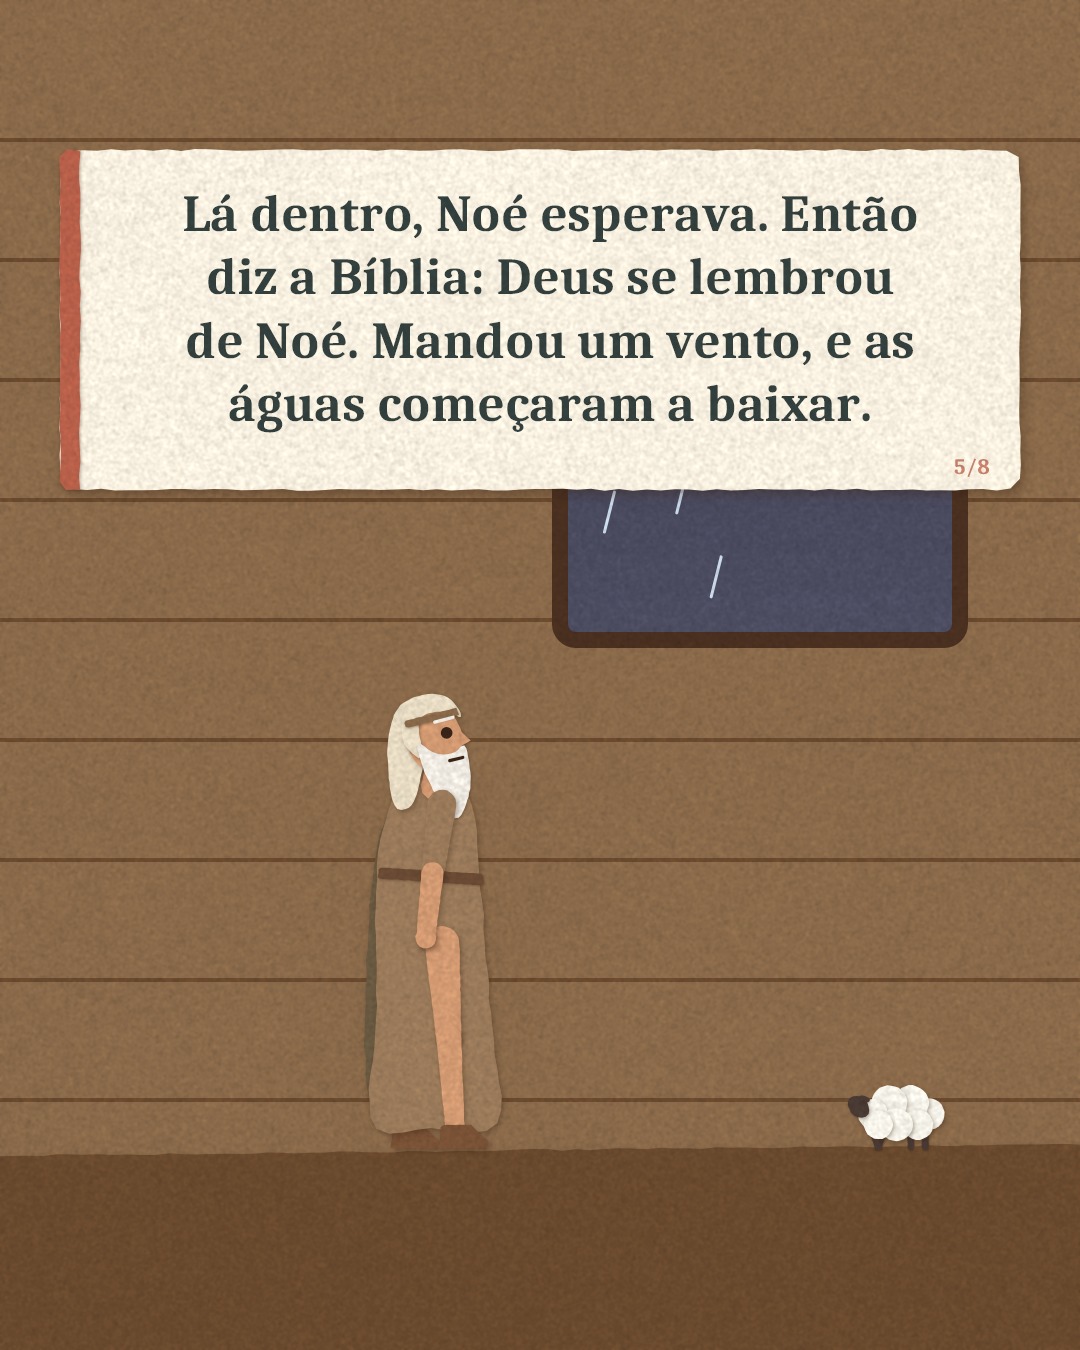 Lá dentro, Noé esperava. Então
diz a Bíblia: Deus se lembrou
de Noé. Mandou um vento, e as
águas começaram a baixar.
5/8